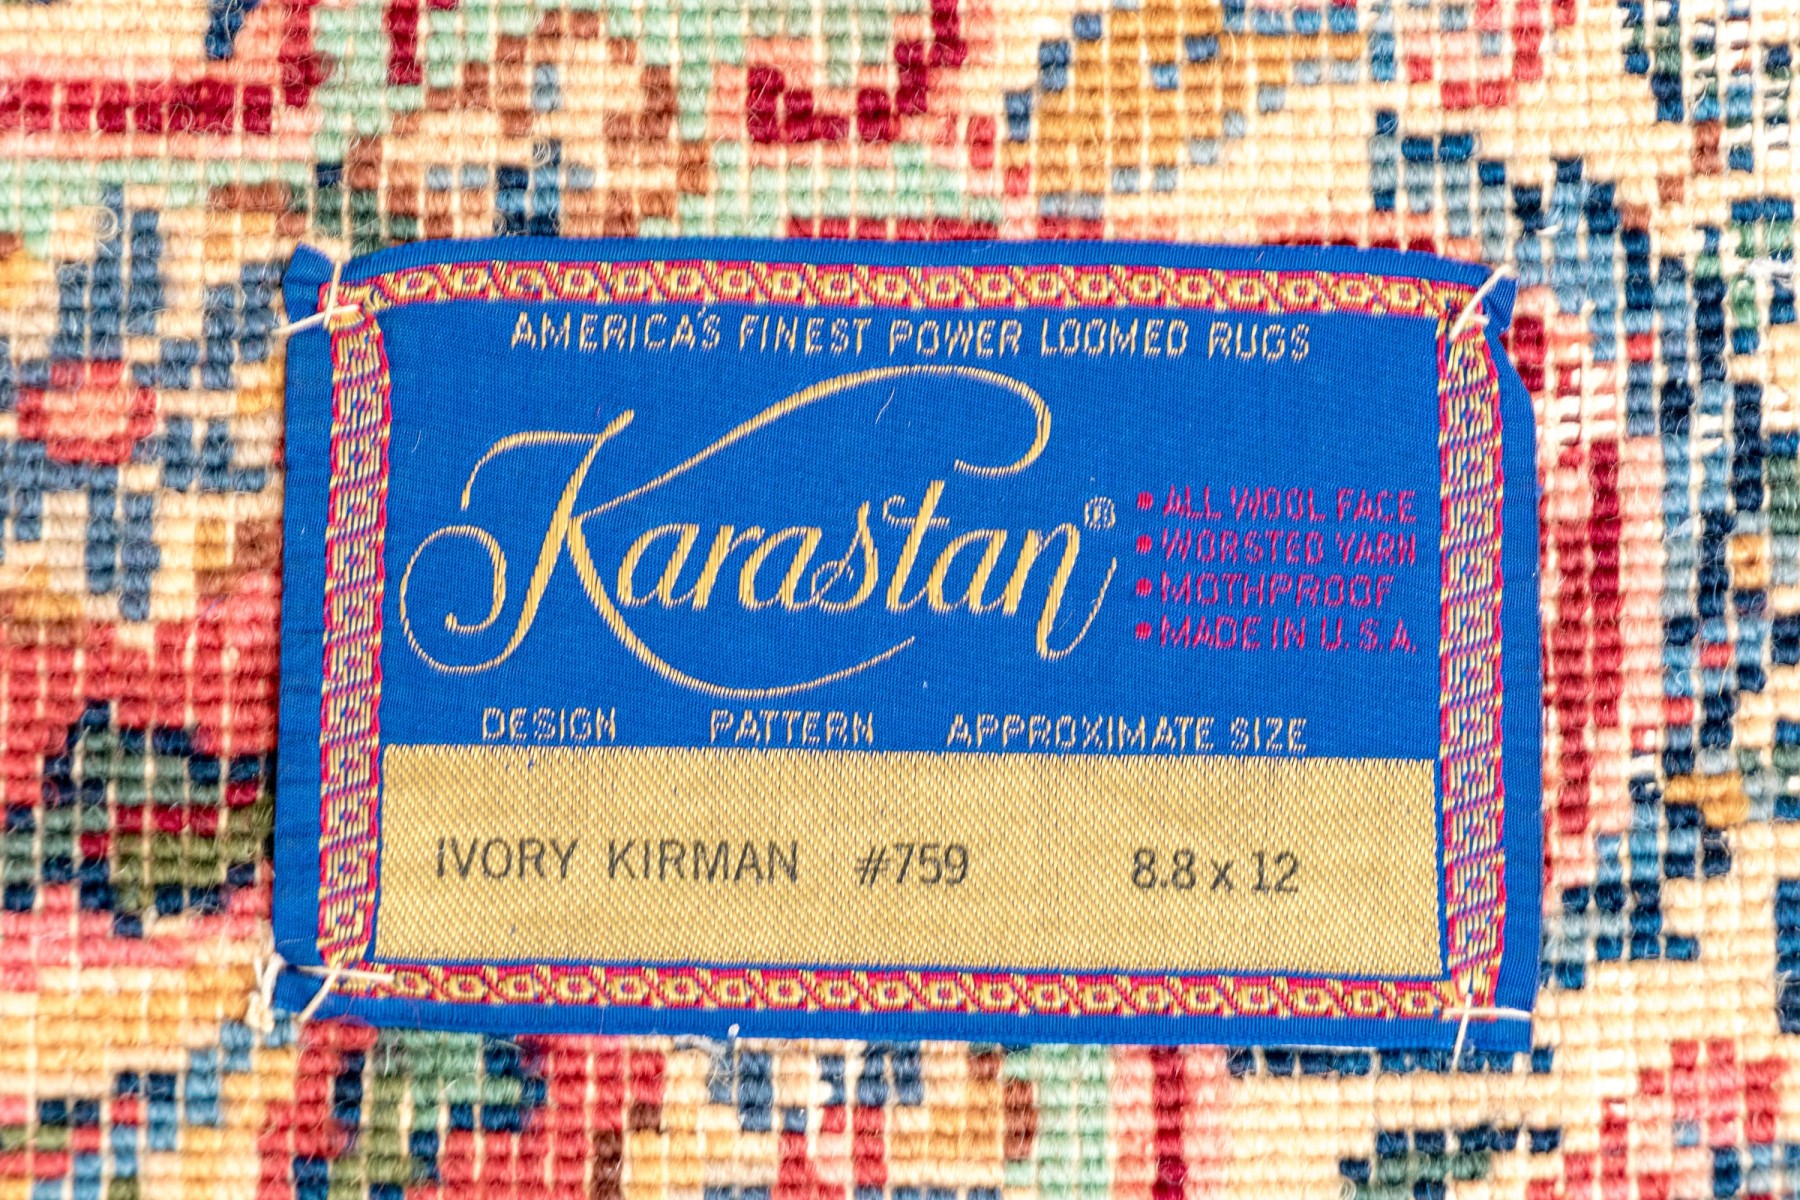 AMERICA'S FINEST POWER LOOMED RUGS
Karastan®
• ALL WOOL FACE
• WORSTED YARN
• MOTHPROOF
• MADE IN U.S.A.
DESIGN PATTERN APPROXIMATE SIZE
IVORY KIRMAN #759 8.8 x 12